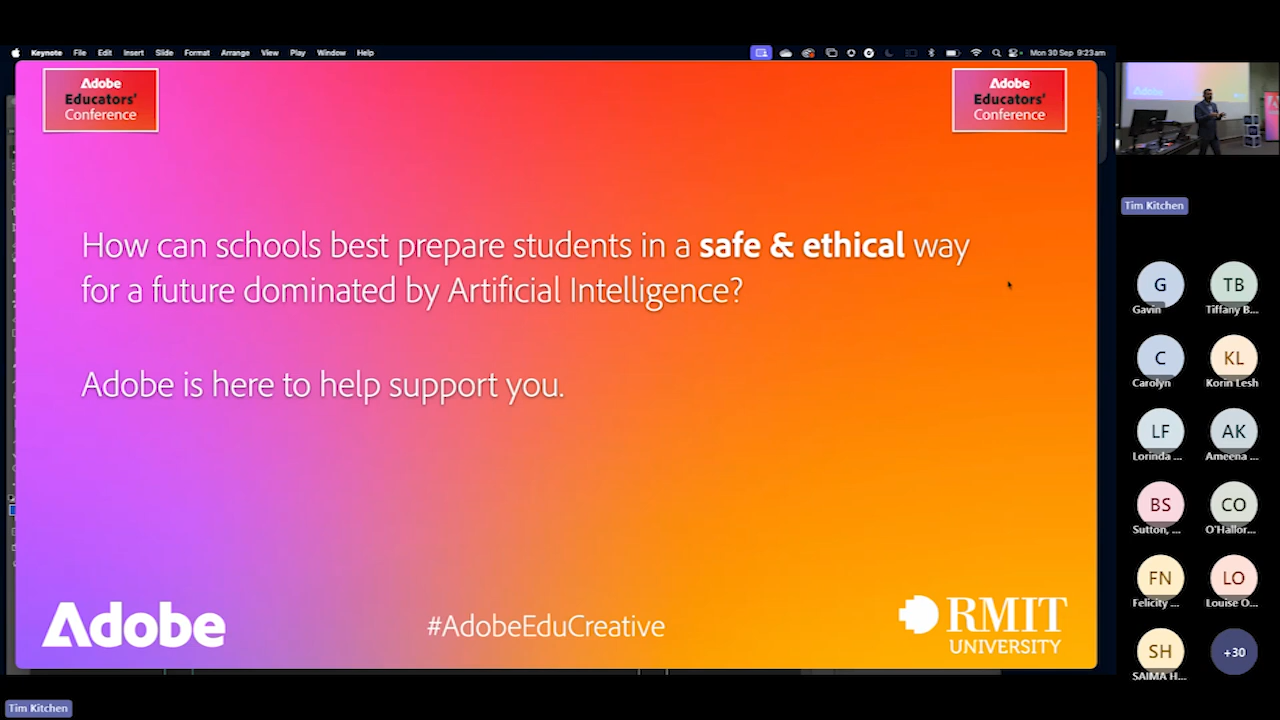 Keynote File Edit Insert Slide Format Arrange View Play Window Help
Mon 30 Sep 9:23am
Adobe
Educators'
Conference
Adobe
Educators'
Conference
How can schools best prepare students in a safe & ethical way
for a future dominated by Artificial Intelligence?
Adobe is here to help support you.
Adobe
#AdobeEduCreative
RMIT
UNIVERSITY
Tim Kitchen
G
TB
Gavin
Tiffany B...
C
KL
Carolyn
Korin Lesh
LF
AK
Lorinda ...
Ameena ...
BS
CO
Sutton, ...
O'Hallor...
FN
LO
Felicity ...
Louise O...
SH
+30
SAIMA H...
Tim Kitchen